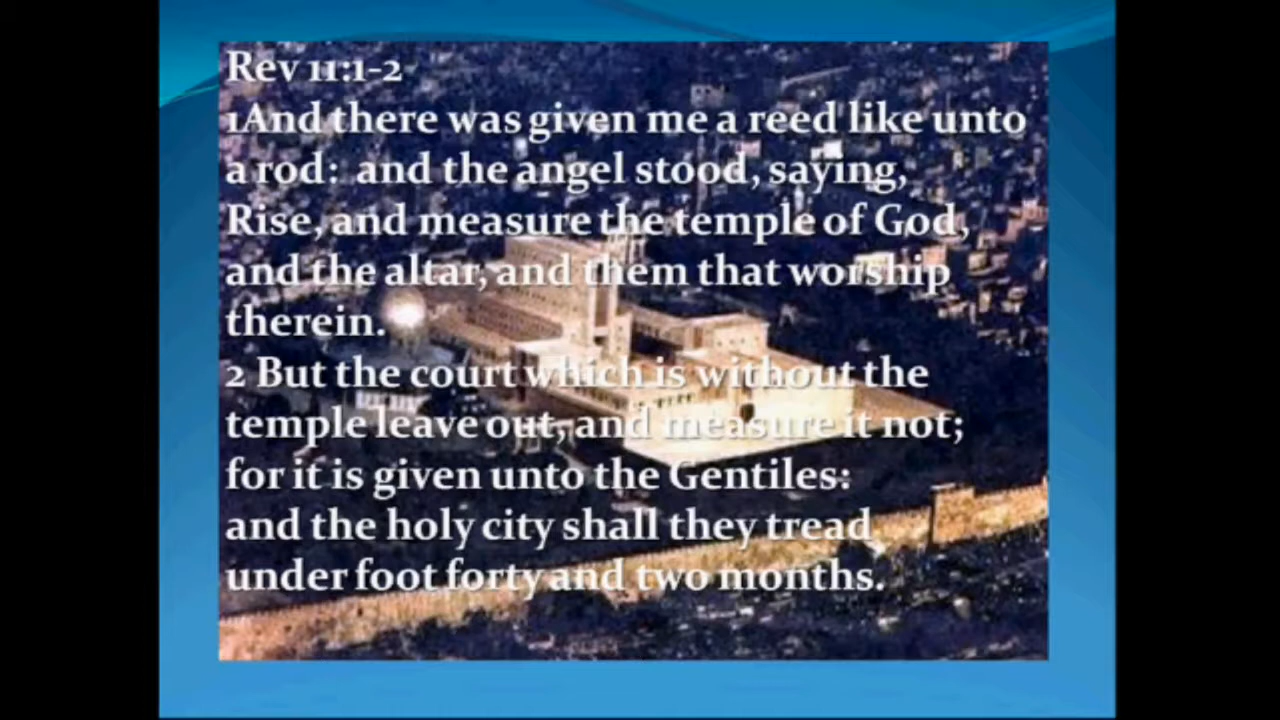 Rev 11:1-2
1And there was given me a reed like unto
a rod:  and the angel stood, saying,
Rise, and measure the temple of God,
and the altar, and them that worship
therein.
2 But the court which is without the
temple leave out, and measure it not;
for it is given unto the Gentiles:
and the holy city shall they tread
under foot forty and two months.